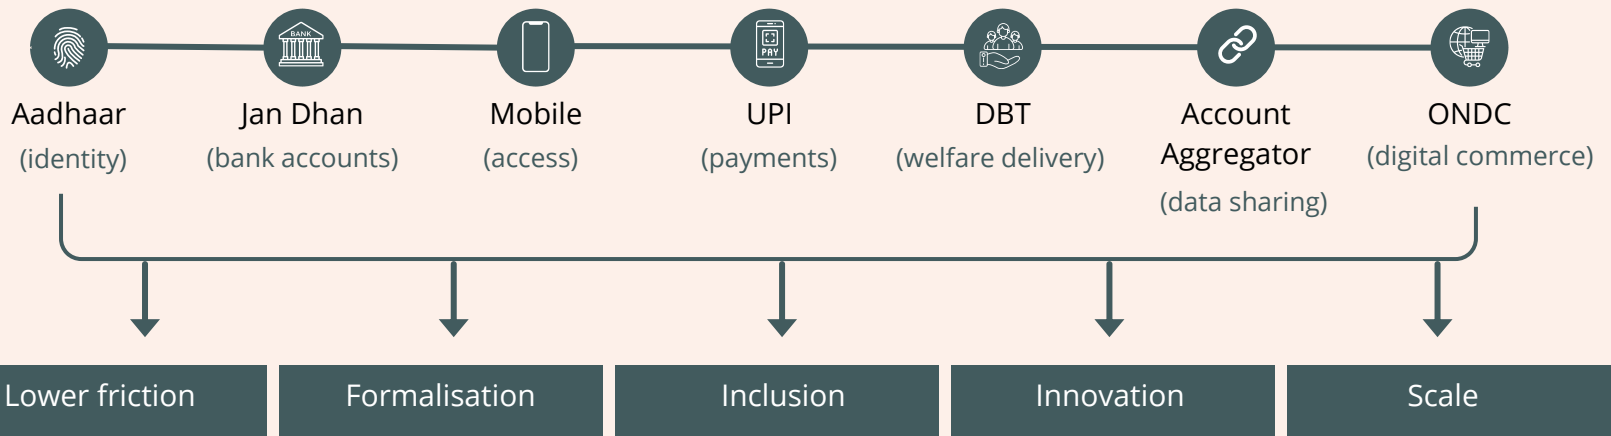 BANK
PAY
Aadhaar
(identity)
Jan Dhan
(bank accounts)
Mobile
(access)
UPI
(payments)
DBT
(welfare delivery)
Account
Aggregator
(data sharing)
ONDC
(digital commerce)
Lower friction
Formalisation
Inclusion
Innovation
Scale